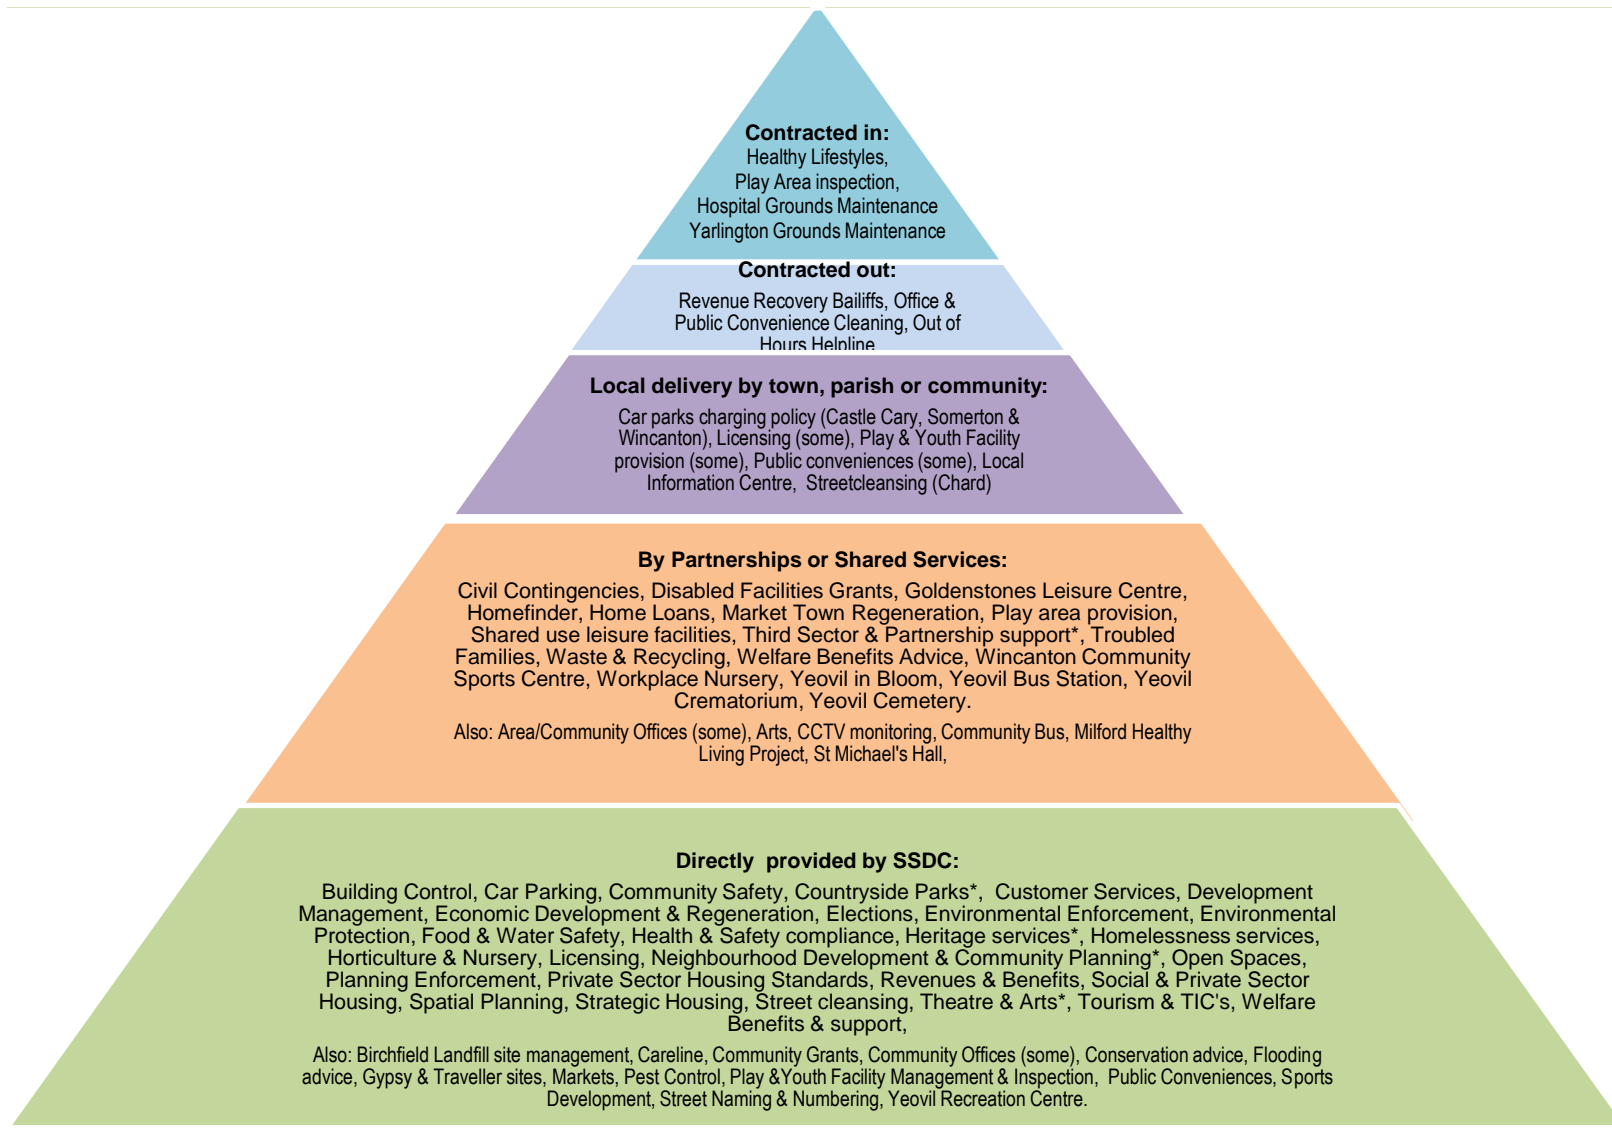 Contracted in:
Healthy Lifestyles,
Play Area inspection,
Hospital Grounds Maintenance
Yarlington Grounds Maintenance
Contracted out:
Revenue Recovery Bailiffs, Office &
Public Convenience Cleaning, Out of
Hours Helpline
Local delivery by town, parish or community:
Car parks charging policy (Castle Cary, Somerton &
Wincanton), Licensing (some), Play & Youth Facility
provision (some), Public conveniences (some), Local
Information Centre, Streetcleansing (Chard)
By Partnerships or Shared Services:
Civil Contingencies, Disabled Facilities Grants, Goldenstones Leisure Centre,
Homefinder, Home Loans, Market Town Regeneration, Play area provision,
Shared use leisure facilities, Third Sector & Partnership support*, Troubled
Families, Waste & Recycling, Welfare Benefits Advice, Wincanton Community
Sports Centre, Workplace Nursery, Yeovil in Bloom, Yeovil Bus Station, Yeovil
Crematorium, Yeovil Cemetery.
Also: Area/Community Offices (some), Arts, CCTV monitoring, Community Bus, Milford Healthy
Living Project, St Michael's Hall,
Directly provided by SSDC:
Building Control, Car Parking, Community Safety, Countryside Parks*, Customer Services, Development
Management, Economic Development & Regeneration, Elections, Environmental Enforcement, Environmental
Protection, Food & Water Safety, Health & Safety compliance, Heritage services*, Homelessness services,
Horticulture & Nursery, Licensing, Neighbourhood Development & Community Planning*, Open Spaces,
Planning Enforcement, Private Sector Housing Standards, Revenues & Benefits, Social & Private Sector
Housing, Spatial Planning, Strategic Housing, Street cleansing, Theatre & Arts*, Tourism & TIC's, Welfare
Benefits & support,
Also: Birchfield Landfill site management, Careline, Community Grants, Community Offices (some), Conservation advice, Flooding
advice, Gypsy & Traveller sites, Markets, Pest Control, Play &Youth Facility Management & Inspection, Public Conveniences, Sports
Development, Street Naming & Numbering, Yeovil Recreation Centre.